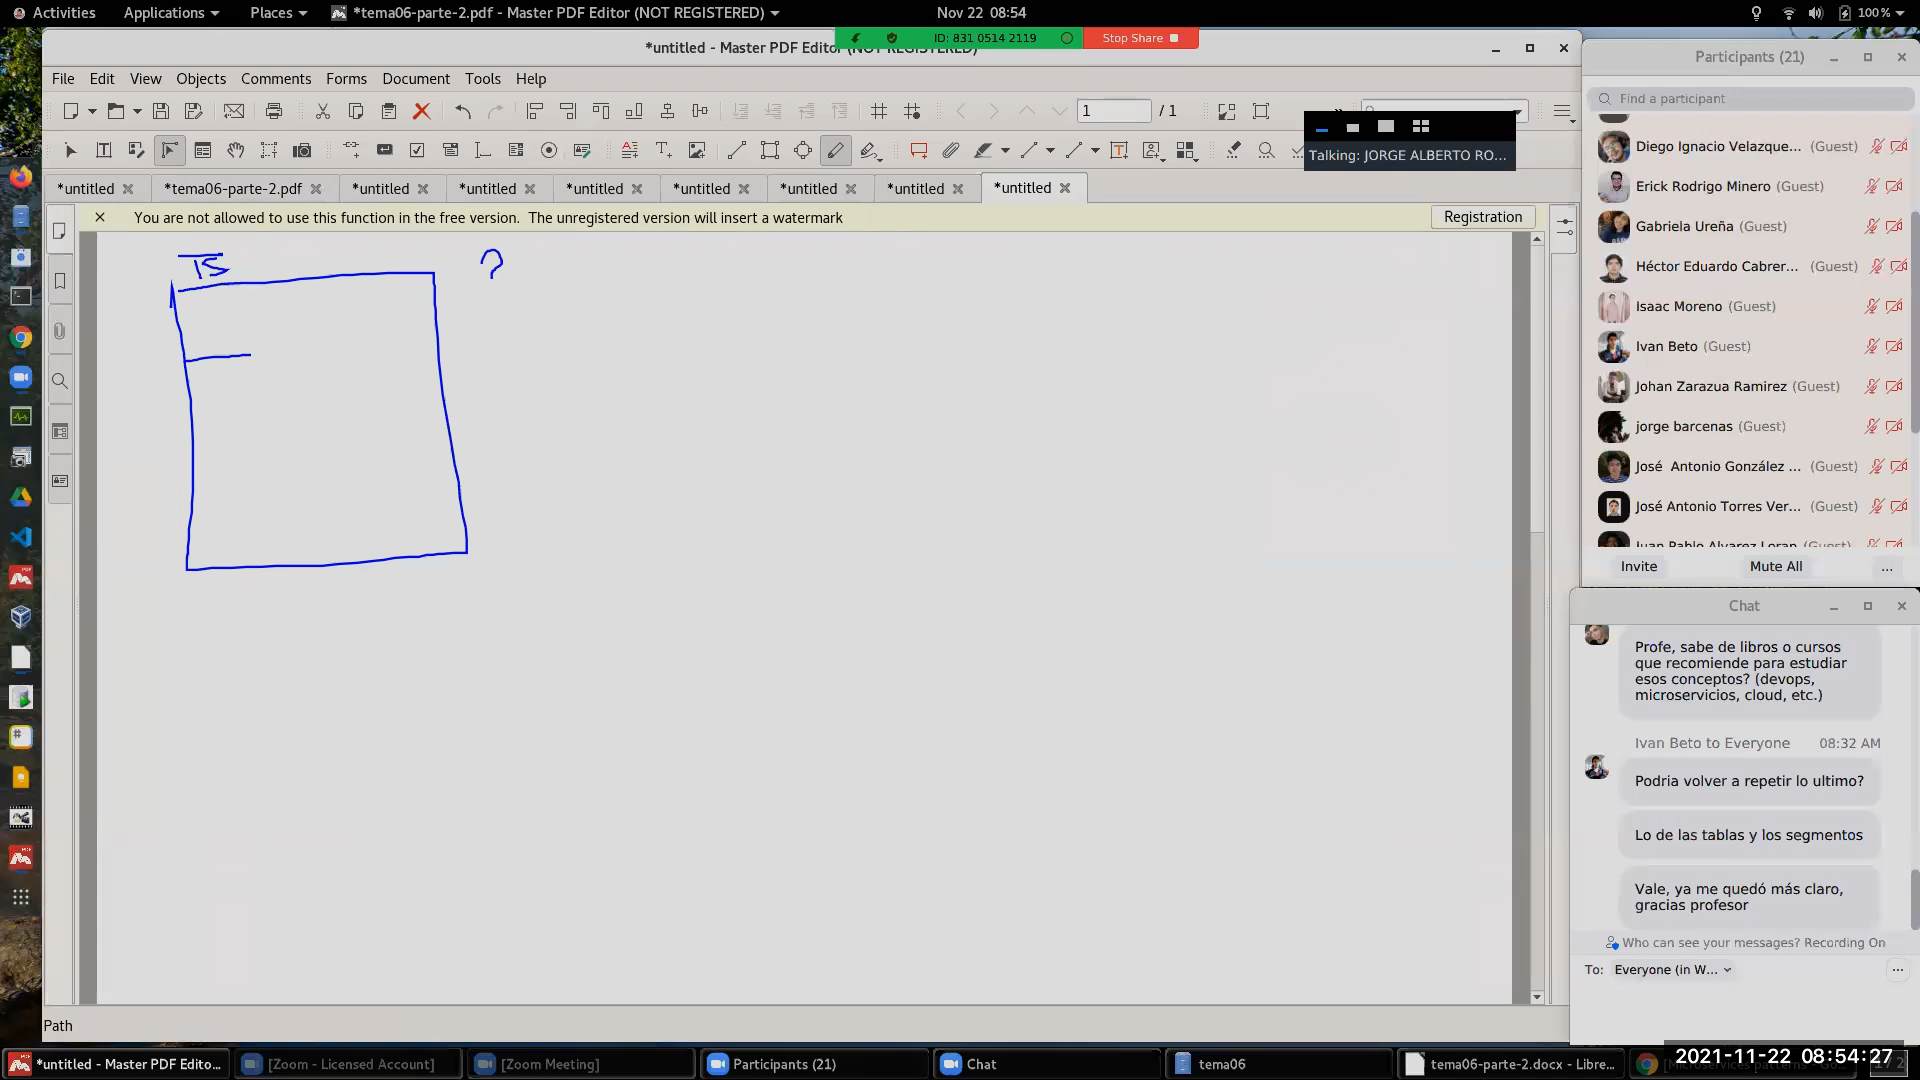 Activities Applications Places *tema06-parte-2.pdf - Master PDF Editor (NOT REGISTERED) Nov 22 08:54 100%
*untitled - Master PDF Editor (NOT REGISTERED)
ID: 831 0514 2119 Stop Share
File Edit View Objects Comments Forms Document Tools Help
1 / 1
Talking: JORGE ALBERTO RO...
*untitled *tema06-parte-2.pdf *untitled *untitled *untitled *untitled *untitled *untitled *untitled
You are not allowed to use this function in the free version. The unregistered version will insert a watermark Registration
TS ?
Path
Participants (21)
Find a participant
Diego Ignacio Velazque... (Guest)
Erick Rodrigo Minero (Guest)
Gabriela Ureña (Guest)
Héctor Eduardo Cabrer... (Guest)
Isaac Moreno (Guest)
Ivan Beto (Guest)
Johan Zarazua Ramirez (Guest)
jorge barcenas (Guest)
José Antonio González ... (Guest)
José Antonio Torres Ver... (Guest)
Juan Pablo Alvarez Loran (Guest)
Invite Mute All ...
Chat
Profe, sabe de libros o cursos
que recomiende para estudiar
esos conceptos? (devops,
microservicios, cloud, etc.)
Ivan Beto to Everyone 08:32 AM
Podria volver a repetir lo ultimo?
Lo de las tablas y los segmentos
Vale, ya me quedó más claro,
gracias profesor
Who can see your messages? Recording On
To: Everyone (in W...
*untitled - Master PDF Edito... [Zoom - Licensed Account] [Zoom Meeting] Participants (21) Chat tema06 tema06-parte-2.docx - Libre...
2021-11-22 08:54:27